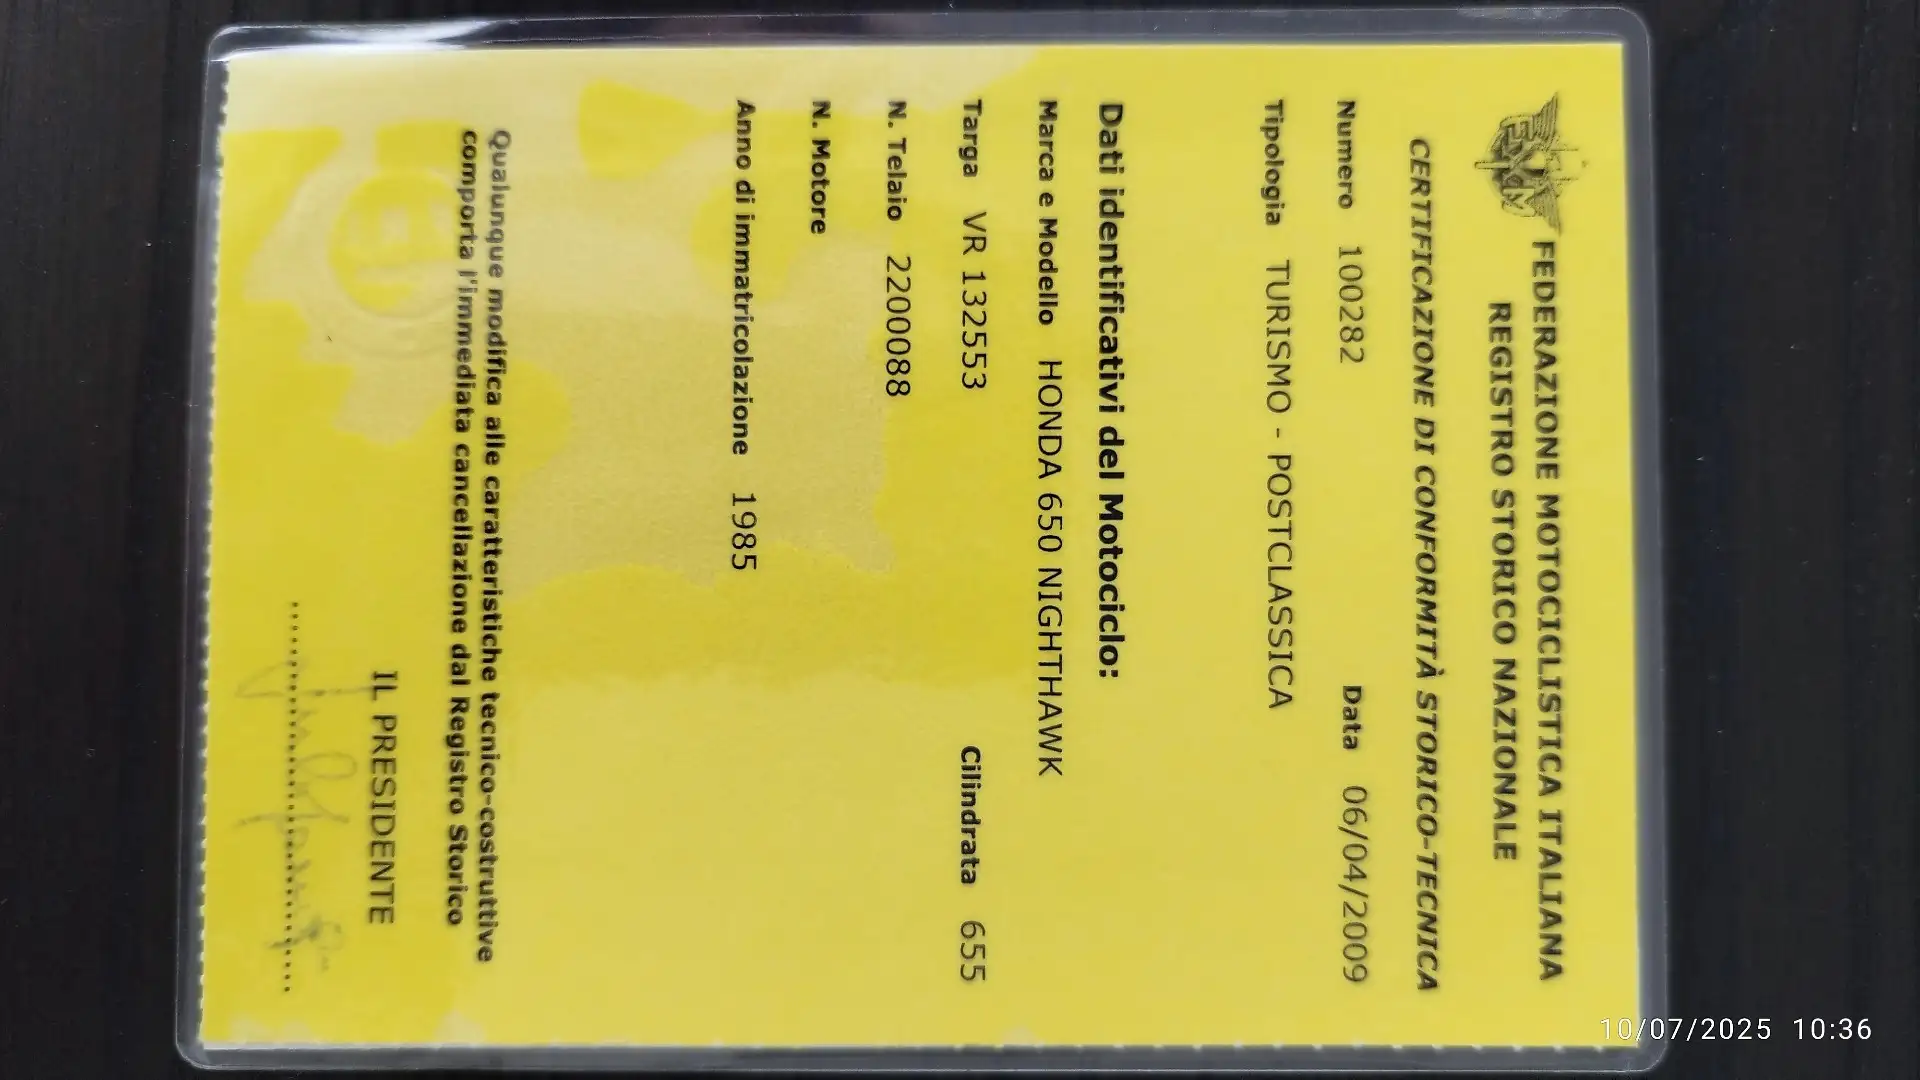 FEDERAZIONE MOTOCICLISTICA ITALIANA
REGISTRO STORICO NAZIONALE
CERTIFICAZIONE DI CONFORMITÀ STORICO-TECNICA
Numero 100282 Data 06/04/2009
Tipologia TURISMO - POSTCLASSICA
Dati identificativi del Motociclo:
Marca e Modello HONDA 650 NIGHTHAWK
Targa VR 132553 Cilindrata 655
N. Telaio 2200088
N. Motore
Anno di immatricolazione 1985
Qualunque modifica alle caratteristiche tecnico-costruttive
comporta l'immediata cancellazione dal Registro Storico
IL PRESIDENTE
10/07/2025 10:36